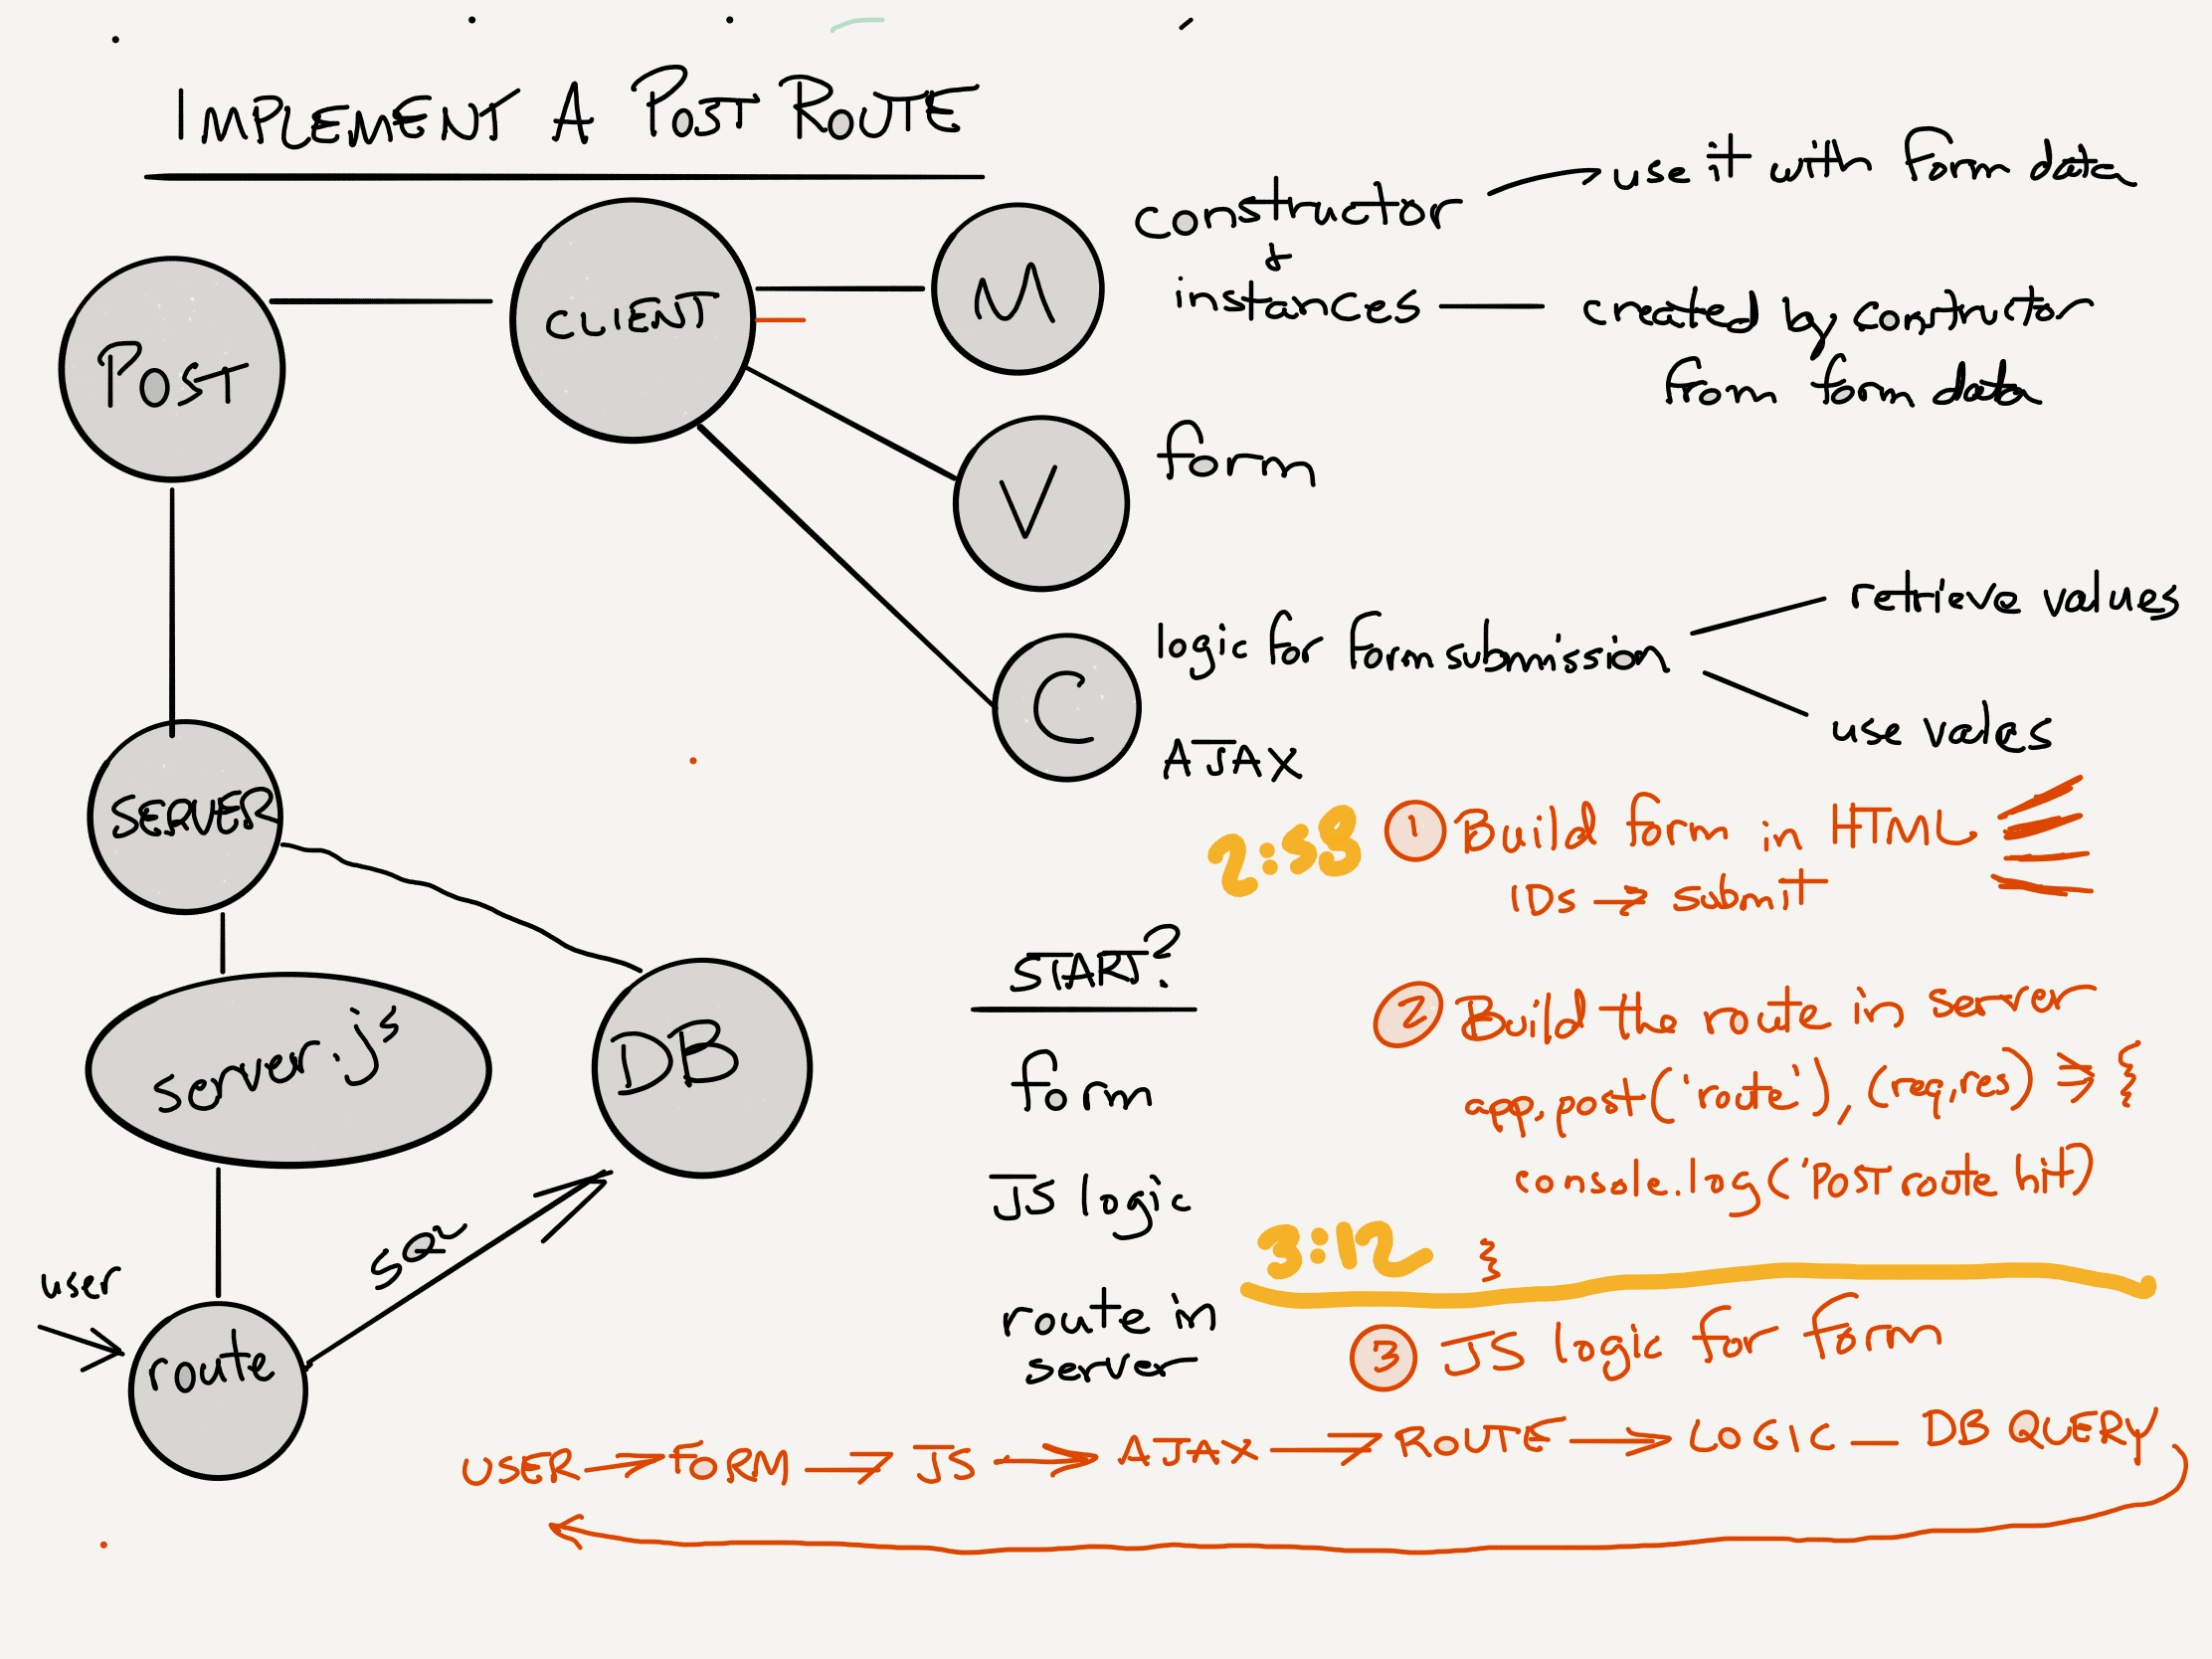 IMPLEMENT A POST ROUTE
POST
CLIENT
M
constructor → use it with form data
&
instances — created by constructor
from form data
V
form
C
logic for form submission
retrieve values
use values
AJAX
SERVER
server.js
DB
user
route
SQL
START?
form
JS logic
route in
server
2:33
1 Build form in HTML
IDs → submit
2 Build the route in server
app.post('route'), (req,res) => {
console.log('POST route hit)
}
3:12
3 JS logic for form
USER → FORM → JS → AJAX → ROUTE → LOGIC — DB QUERY